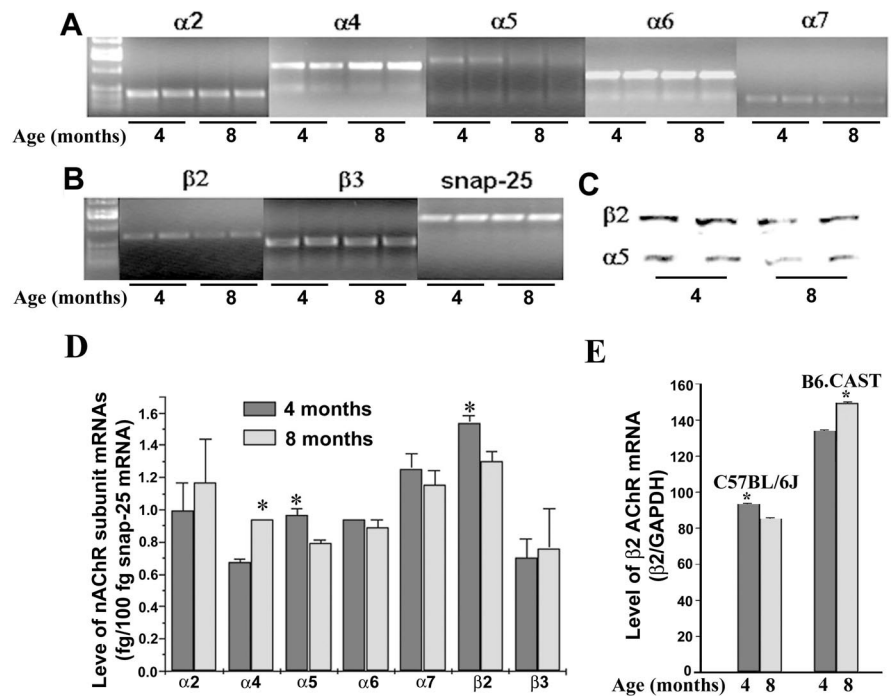 A
α2 α4 α5 α6 α7
Age (months) 4 8 4 8 4 8 4 8 4 8
B
β2 β3 snap-25
Age (months) 4 8 4 8 4 8
C
β2
α5
4 8
D
Leve of nAChR subunit mRNAs
(fg/100 fg snap-25 mRNA)
1.6
1.4
1.2
1.0
0.8
0.6
0.4
0.2
0.0
4 months
8 months
* * *
α2 α4 α5 α6 α7 β2 β3
E
Level of β2 AChR mRNA
(β2/GAPDH)
160
140
120
100
80
60
40
20
0
B6.CAST
*
C57BL/6J
*
Age (months) 4 8 4 8